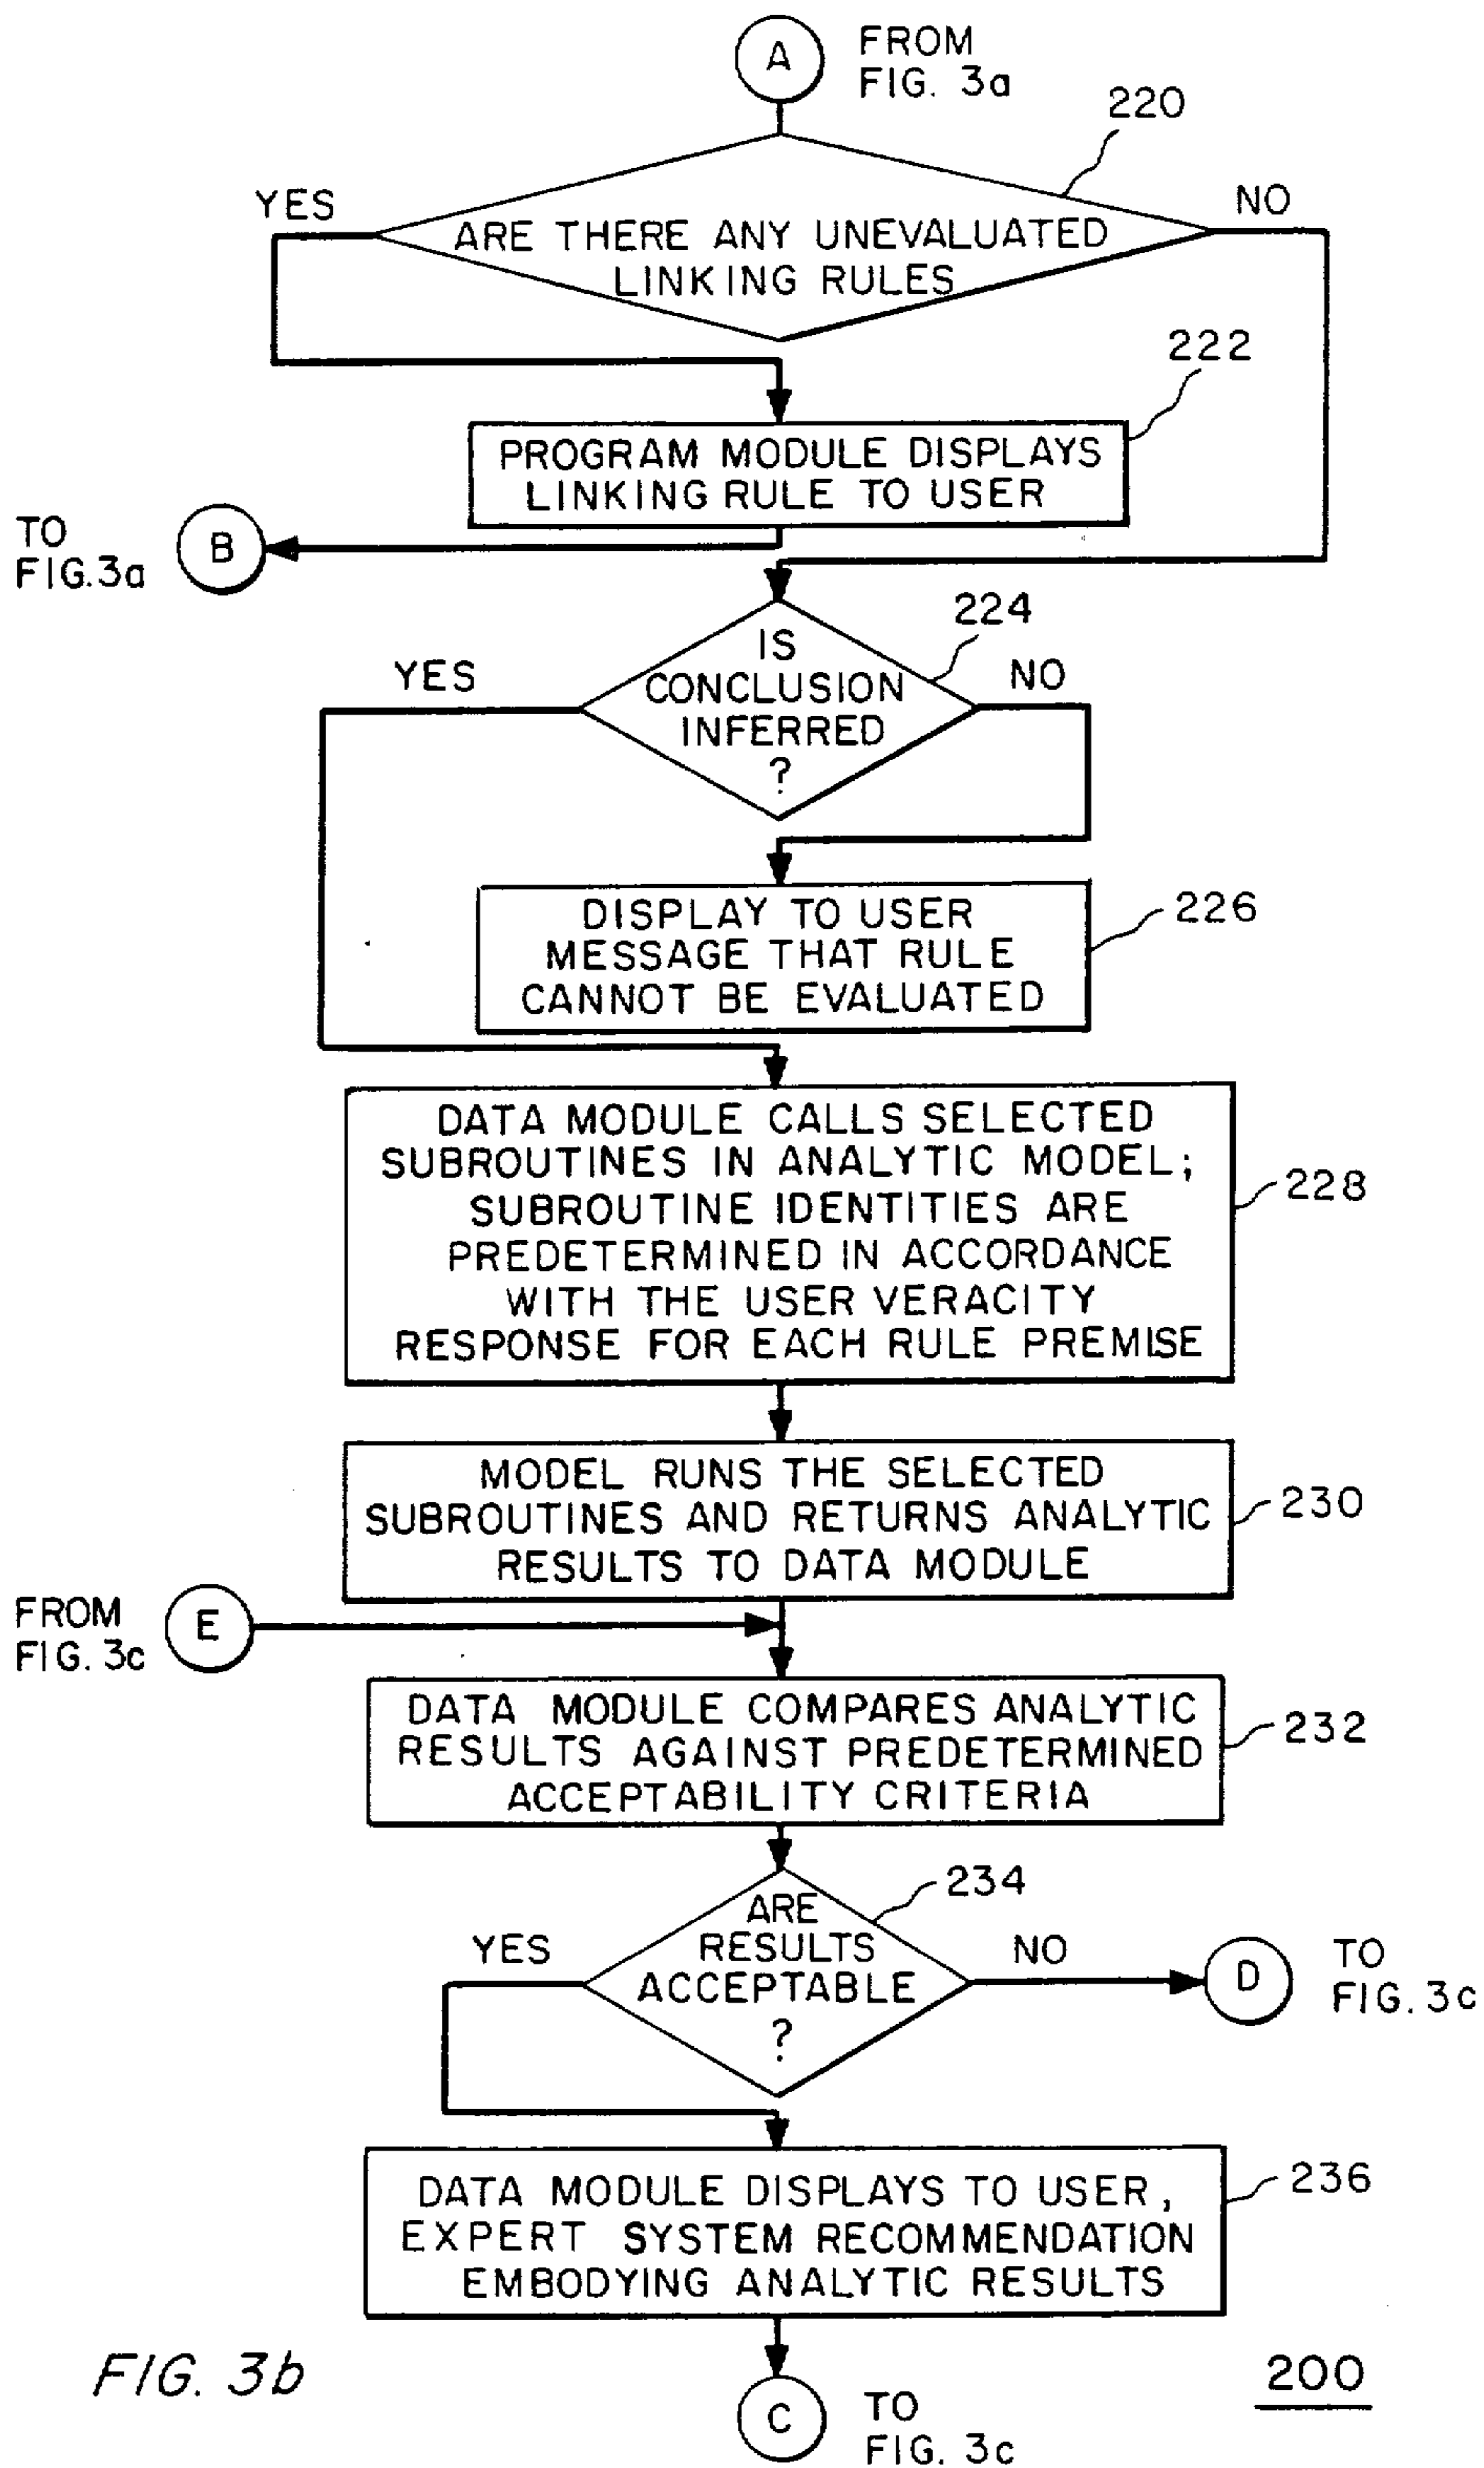 A
FROM
FIG. 3a
220
YES
NO
ARE THERE ANY UNEVALUATED
LINKING RULES
222
PROGRAM MODULE DISPLAYS
LINKING RULE TO USER
TO
FIG.3a
B
224
IS
CONCLUSION
INFERRED
?
YES
NO
226
DISPLAY TO USER
MESSAGE THAT RULE
CANNOT BE EVALUATED
DATA MODULE CALLS SELECTED
SUBROUTINES IN ANALYTIC MODEL;
SUBROUTINE IDENTITIES ARE
PREDETERMINED IN ACCORDANCE
WITH THE USER VERACITY
RESPONSE FOR EACH RULE PREMISE
228
MODEL RUNS THE SELECTED
SUBROUTINES AND RETURNS ANALYTIC
RESULTS TO DATA MODULE
230
FROM
FIG. 3c
E
DATA MODULE COMPARES ANALYTIC
RESULTS AGAINST PREDETERMINED
ACCEPTABILITY CRITERIA
232
234
ARE
RESULTS
ACCEPTABLE
?
YES
NO
D
TO
FIG. 3c
DATA MODULE DISPLAYS TO USER,
EXPERT SYSTEM RECOMMENDATION
EMBODYING ANALYTIC RESULTS
236
FIG. 3b
200
C
TO
FIG. 3c